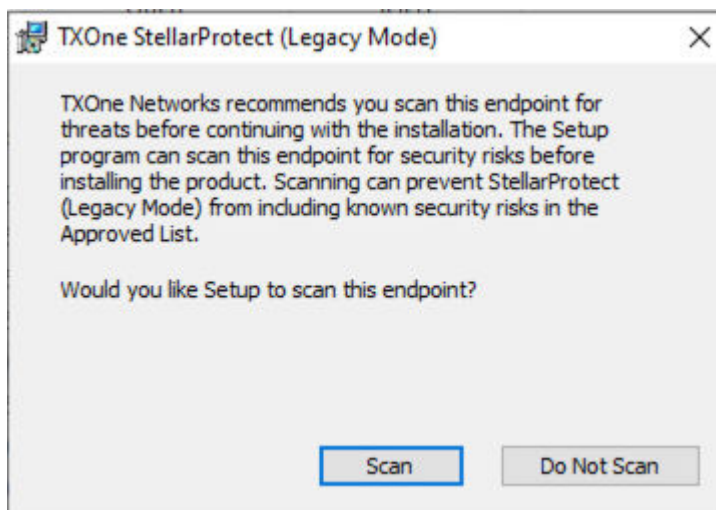 TXOne StellarProtect (Legacy Mode)
TXOne Networks recommends you scan this endpoint for
threats before continuing with the installation. The Setup
program can scan this endpoint for security risks before
installing the product. Scanning can prevent StellarProtect
(Legacy Mode) from including known security risks in the
Approved List.
Would you like Setup to scan this endpoint?
Scan
Do Not Scan